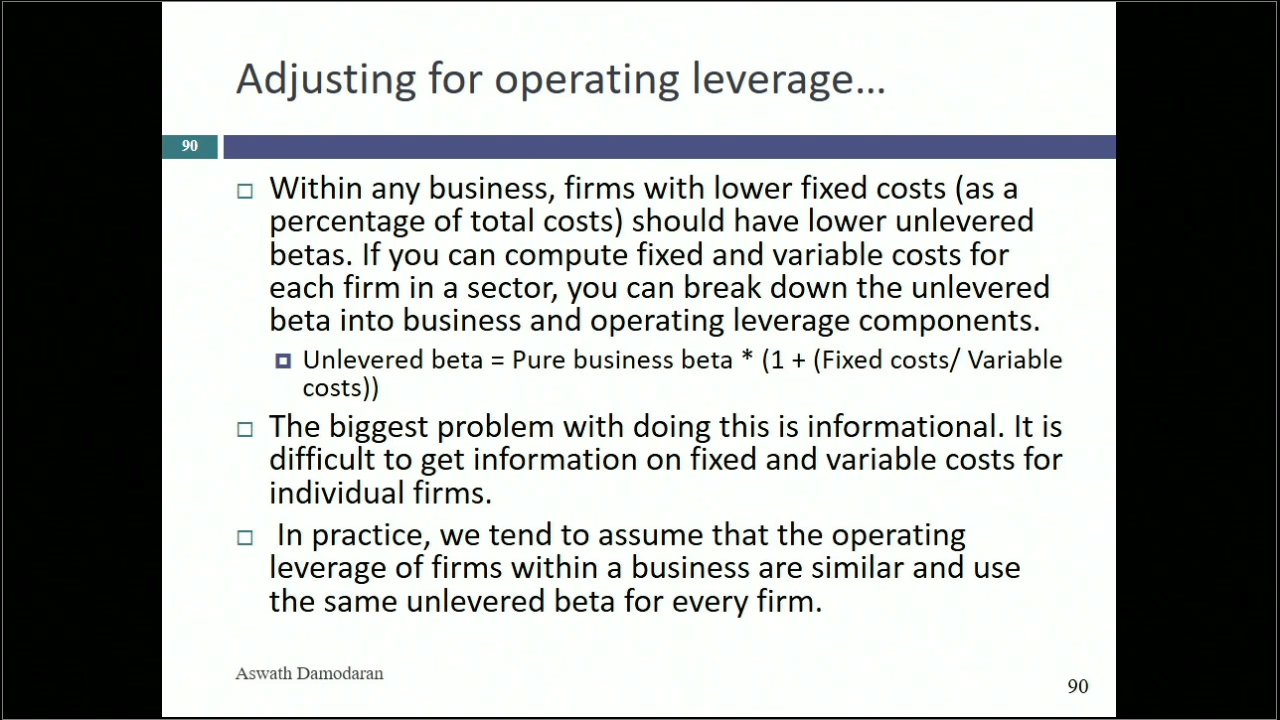 Adjusting for operating leverage...
90
Within any business, firms with lower fixed costs (as a
percentage of total costs) should have lower unlevered
betas. If you can compute fixed and variable costs for
each firm in a sector, you can break down the unlevered
beta into business and operating leverage components.
Unlevered beta = Pure business beta * (1 + (Fixed costs/ Variable
costs))
The biggest problem with doing this is informational. It is
difficult to get information on fixed and variable costs for
individual firms.
In practice, we tend to assume that the operating
leverage of firms within a business are similar and use
the same unlevered beta for every firm.
Aswath Damodaran
90